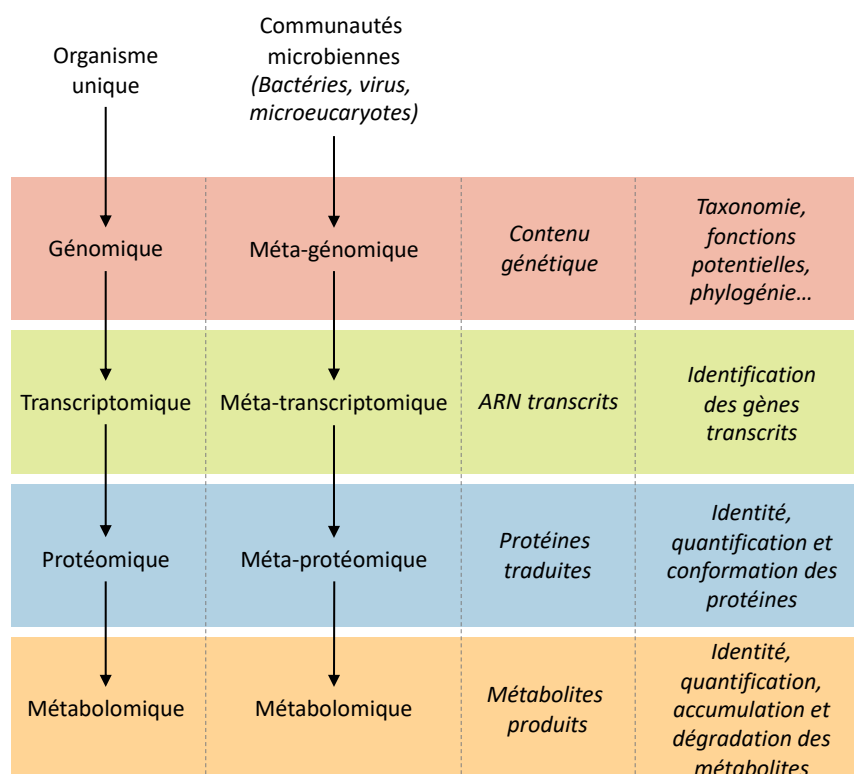 Organisme
unique
Communautés
microbiennes
(Bactéries, virus,
microeucaryotes)
Génomique
Méta-génomique
Contenu
génétique
Taxonomie,
fonctions
potentielles,
phylogénie…
Transcriptomique
Méta-transcriptomique
ARN transcrits
Identification
des gènes
transcrits
Protéomique
Méta-protéomique
Protéines
traduites
Identité,
quantification et
conformation des
protéines
Métabolomique
Métabolomique
Métabolites
produits
Identité,
quantification,
accumulation et
dégradation des
métabolites